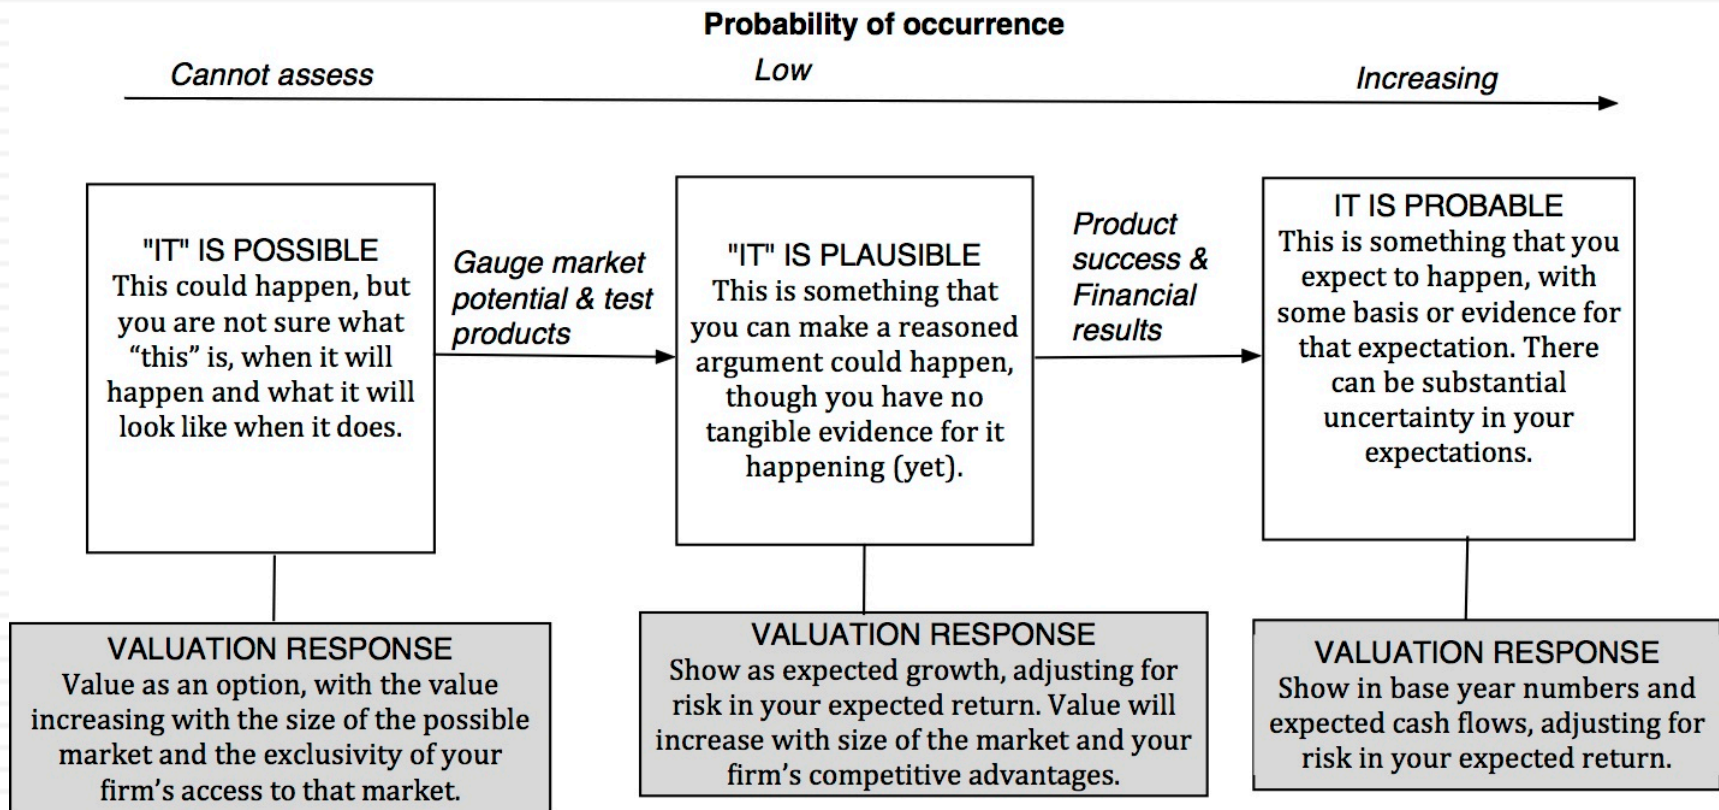 Probability of occurrence
Cannot assess
Low
Increasing
"IT" IS POSSIBLE
This could happen, but
you are not sure what
“this” is, when it will
happen and what it will
look like when it does.
Gauge market
potential & test
products
"IT" IS PLAUSIBLE
This is something that
you can make a reasoned
argument could happen,
though you have no
tangible evidence for it
happening (yet).
Product
success &
Financial
results
IT IS PROBABLE
This is something that you
expect to happen, with
some basis or evidence for
that expectation. There
can be substantial
uncertainty in your
expectations.
VALUATION RESPONSE
Value as an option, with the value
increasing with the size of the possible
market and the exclusivity of your
firm’s access to that market.
VALUATION RESPONSE
Show as expected growth, adjusting for
risk in your expected return. Value will
increase with size of the market and your
firm’s competitive advantages.
VALUATION RESPONSE
Show in base year numbers and
expected cash flows, adjusting for
risk in your expected return.